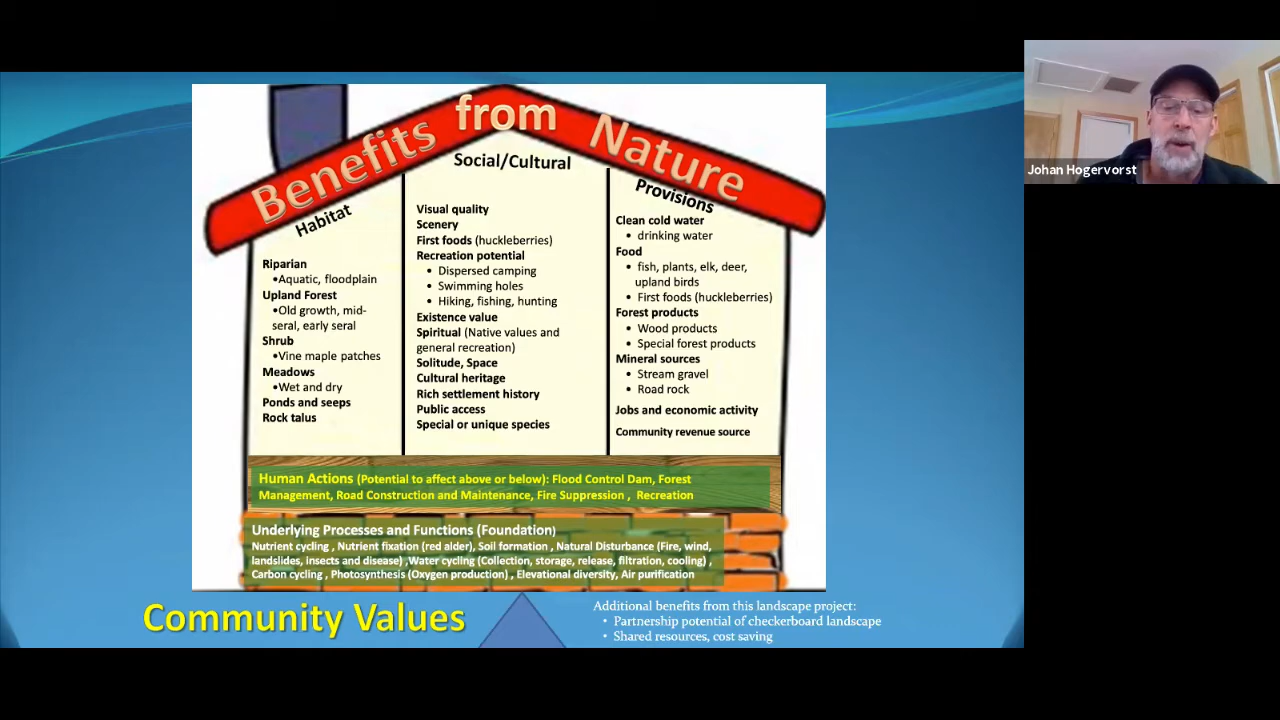 Benefits from Nature
Habitat
Riparian
•Aquatic, floodplain
Upland Forest
•Old growth, mid-
seral, early seral
Shrub
•Vine maple patches
Meadows
•Wet and dry
Ponds and seeps
Rock talus
Social/Cultural
Visual quality
Scenery
First foods (huckleberries)
Recreation potential
• Dispersed camping
• Swimming holes
• Hiking, fishing, hunting
Existence value
Spiritual (Native values and
general recreation)
Solitude, Space
Cultural heritage
Rich settlement history
Public access
Special or unique species
Provisions
Clean cold water
• drinking water
Food
• fish, plants, elk, deer,
upland birds
• First foods (huckleberries)
Forest products
• Wood products
• Special forest products
Mineral sources
• Stream gravel
• Road rock
Jobs and economic activity
Community revenue source
Human Actions (Potential to affect above or below): Flood Control Dam, Forest
Management, Road Construction and Maintenance, Fire Suppression , Recreation
Underlying Processes and Functions (Foundation)
Nutrient cycling , Nutrient fixation (red alder), Soil formation , Natural Disturbance (Fire, wind,
landslides, insects and disease) ,Water cycling (Collection, storage, release, filtration, cooling) ,
Carbon cycling , Photosynthesis (Oxygen production) , Elevational diversity, Air purification
Community Values
Additional benefits from this landscape project:
• Partnership potential of checkerboard landscape
• Shared resources, cost saving
Johan Hogervorst